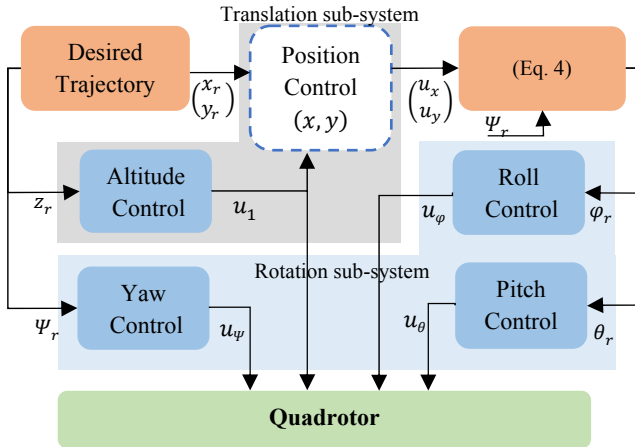 Translation sub-system
Desired
Trajectory
(x_r
y_r)
Position
Control
(x, y)
(u_x
u_y)
(Eq. 4)
Ψ_r
Altitude
Control
z_r
u_1
Roll
Control
u_φ
φ_r
Rotation sub-system
Yaw
Control
Ψ_r
u_Ψ
Pitch
Control
u_θ
θ_r
Quadrotor